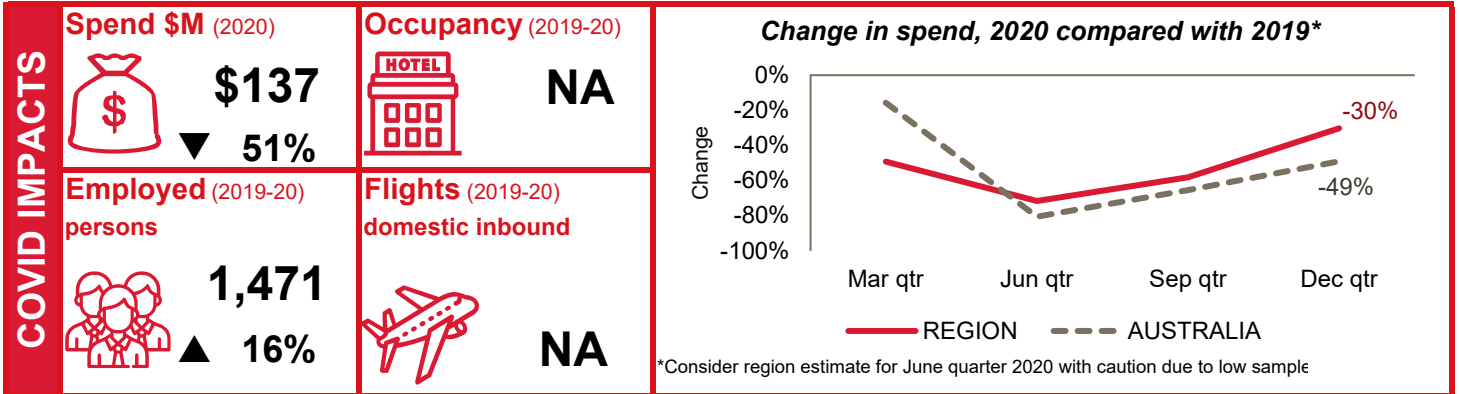 COVID IMPACTS
Spend $M (2020)
$
$137
▼ 51%
Occupancy (2019-20)
HOTEL
NA
Employed (2019-20)
persons
1,471
▲ 16%
Flights (2019-20)
domestic inbound
NA
Change in spend, 2020 compared with 2019*
Change
0%
-20%
-40%
-60%
-80%
-100%
-30%
-49%
Mar qtr Jun qtr Sep qtr Dec qtr
REGION AUSTRALIA
*Consider region estimate for June quarter 2020 with caution due to low sample